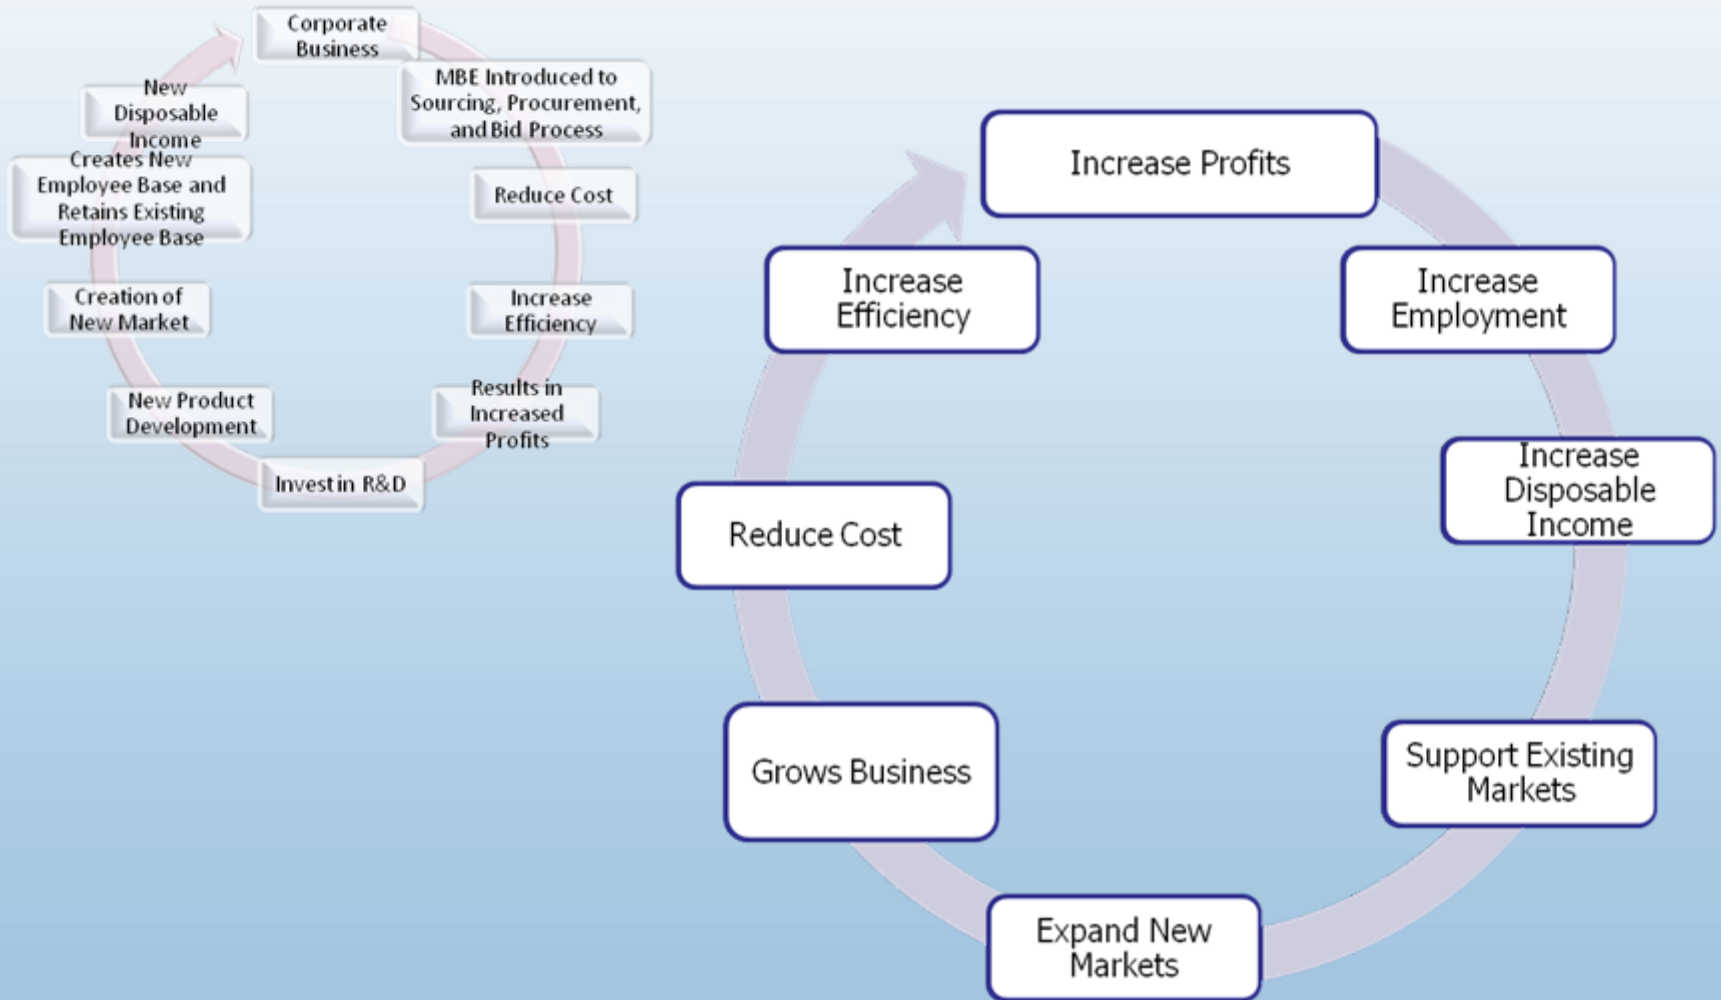 Corporate
Business
MBE Introduced to
Sourcing, Procurement,
and Bid Process
Reduce Cost
Increase
Efficiency
Results in
Increased
Profits
Invest in R&D
New Product
Development
Creation of
New Market
Creates New
Employee Base and
Retains Existing
Employee Base
New
Disposable
Income
Increase Profits
Increase
Employment
Increase
Disposable
Income
Support Existing
Markets
Expand New
Markets
Grows Business
Reduce Cost
Increase
Efficiency